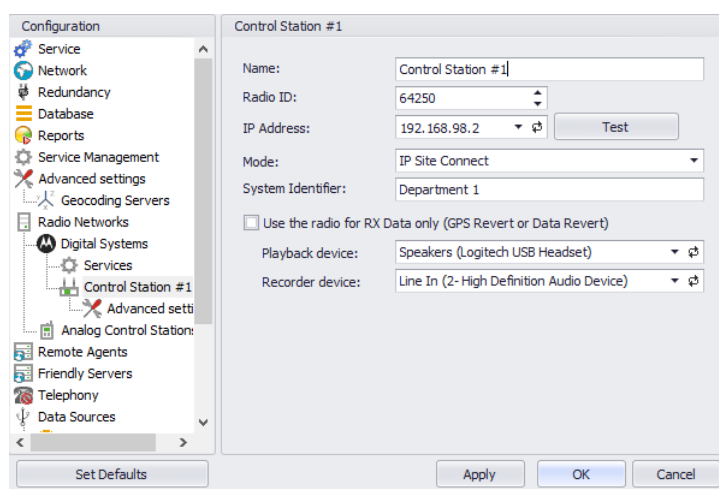 Configuration
Service
Network
Redundancy
Database
Reports
Service Management
Advanced settings
Geocoding Servers
Radio Networks
Digital Systems
Services
Control Station #1
Advanced setti
Analog Control Stations
Remote Agents
Friendly Servers
Telephony
Data Sources
Set Defaults
Control Station #1
Name: Control Station #1
Radio ID: 64250
IP Address: 192.168.98.2 Test
Mode: IP Site Connect
System Identifier: Department 1
Use the radio for RX Data only (GPS Revert or Data Revert)
Playback device: Speakers (Logitech USB Headset)
Recorder device: Line In (2- High Definition Audio Device)
Apply OK Cancel